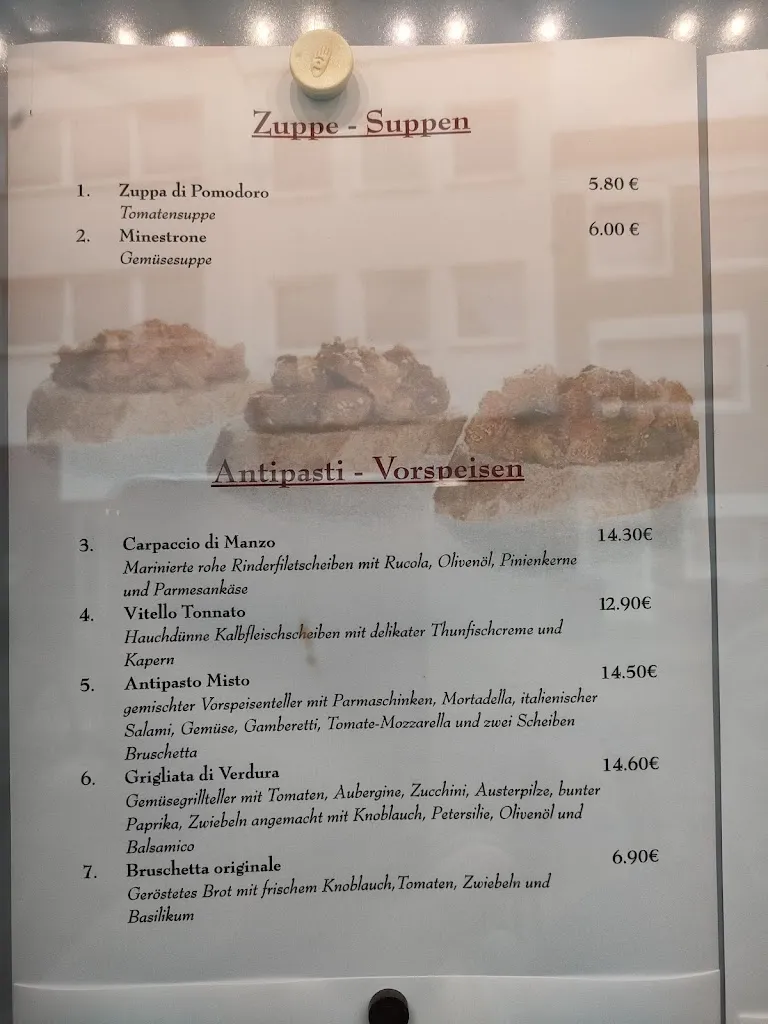 Zuppe - Suppen
1. Zuppa di Pomodoro 5.80 €
Tomatensuppe
2. Minestrone 6.00 €
Gemüsesuppe
Antipasti - Vorspeisen
3. Carpaccio di Manzo 14.30€
Marinierte rohe Rinderfiletscheiben mit Rucola, Olivenöl, Pinienkerne
und Parmesankäse
4. Vitello Tonnato 12.90€
Hauchdünne Kalbfleischscheiben mit delikater Thunfischcreme und
Kapern
5. Antipasto Misto 14.50€
gemischter Vorspeisenteller mit Parmaschinken, Mortadella, italienischer
Salami, Gemüse, Gamberetti, Tomate-Mozzarella und zwei Scheiben
Bruschetta
6. Grigliata di Verdura 14.60€
Gemüsegrillteller mit Tomaten, Aubergine, Zucchini, Austerpilze, bunter
Paprika, Zwiebeln angemacht mit Knoblauch, Petersilie, Olivenöl und
Balsamico
7. Bruschetta originale 6.90€
Geröstetes Brot mit frischem Knoblauch, Tomaten, Zwiebeln und
Basilikum